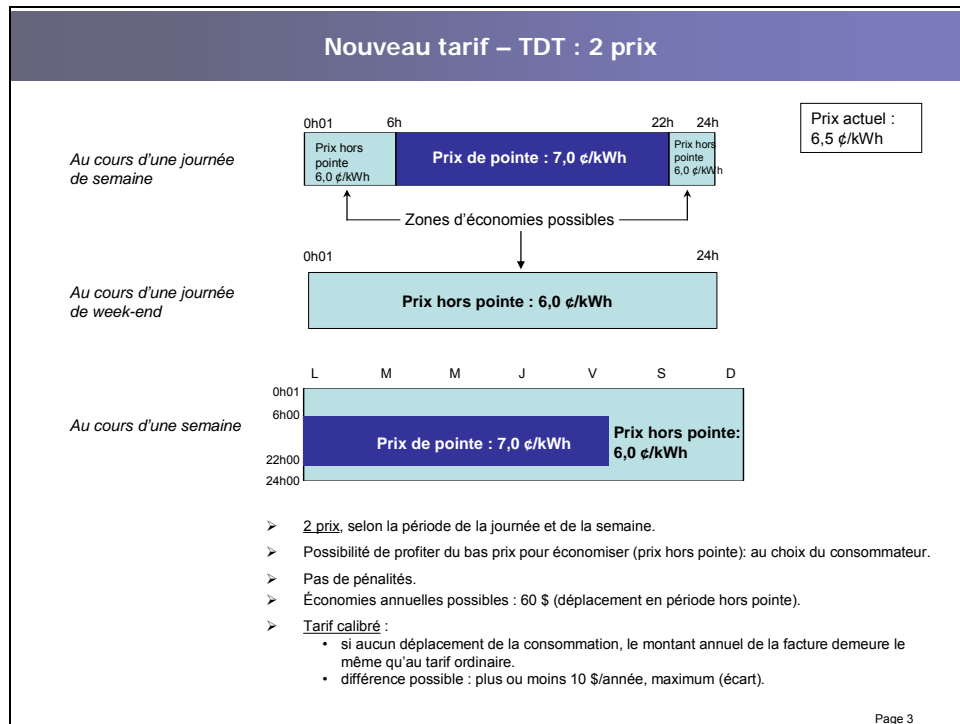 Nouveau tarif – TDT : 2 prix
Prix actuel :
6,5 ¢/kWh
0h01 6h 22h 24h
Au cours d'une journée
de semaine
Prix hors
pointe
6,0 ¢/kWh
Prix de pointe : 7,0 ¢/kWh
Prix hors
pointe
6,0 ¢/kWh
Zones d'économies possibles
0h01 24h
Au cours d'une journée
de week-end
Prix hors pointe : 6,0 ¢/kWh
L M M J V S D
0h01
6h00
22h00
24h00
Au cours d'une semaine
Prix de pointe : 7,0 ¢/kWh
Prix hors pointe:
6,0 ¢/kWh
➢ 2 prix, selon la période de la journée et de la semaine.
➢ Possibilité de profiter du bas prix pour économiser (prix hors pointe): au choix du consommateur.
➢ Pas de pénalités.
➢ Économies annuelles possibles : 60 $ (déplacement en période hors pointe).
➢ Tarif calibré :
• si aucun déplacement de la consommation, le montant annuel de la facture demeure le
même qu'au tarif ordinaire.
• différence possible : plus ou moins 10 $/année, maximum (écart).
Page 3